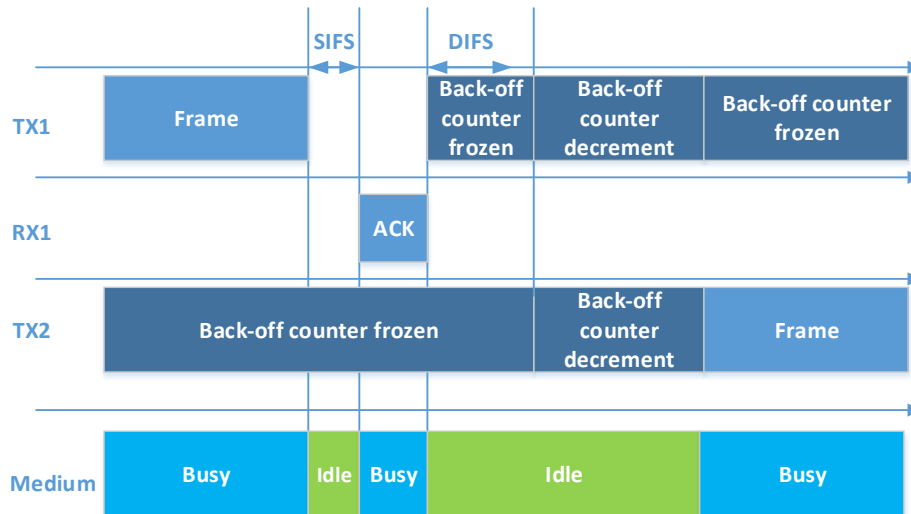 SIFS
DIFS
TX1
Frame
Back-off
counter
frozen
Back-off
counter
decrement
Back-off counter
frozen
RX1
ACK
TX2
Back-off counter frozen
Back-off
counter
decrement
Frame
Medium
Busy
Idle
Busy
Idle
Busy